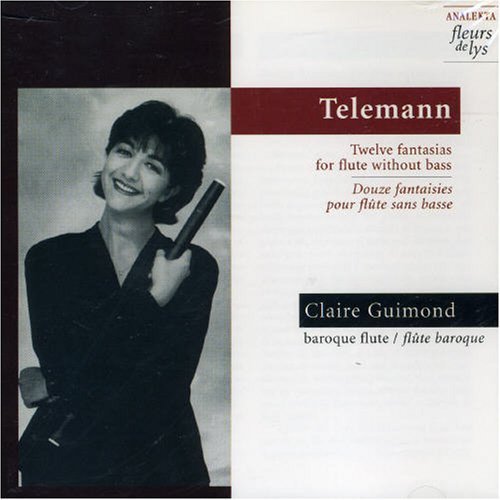 ANALEKTA
fleurs
de lys
Telemann
Twelve fantasias
for flute without bass
Douze fantaisies
pour flûte sans basse
Claire Guimond
baroque flute / flûte baroque